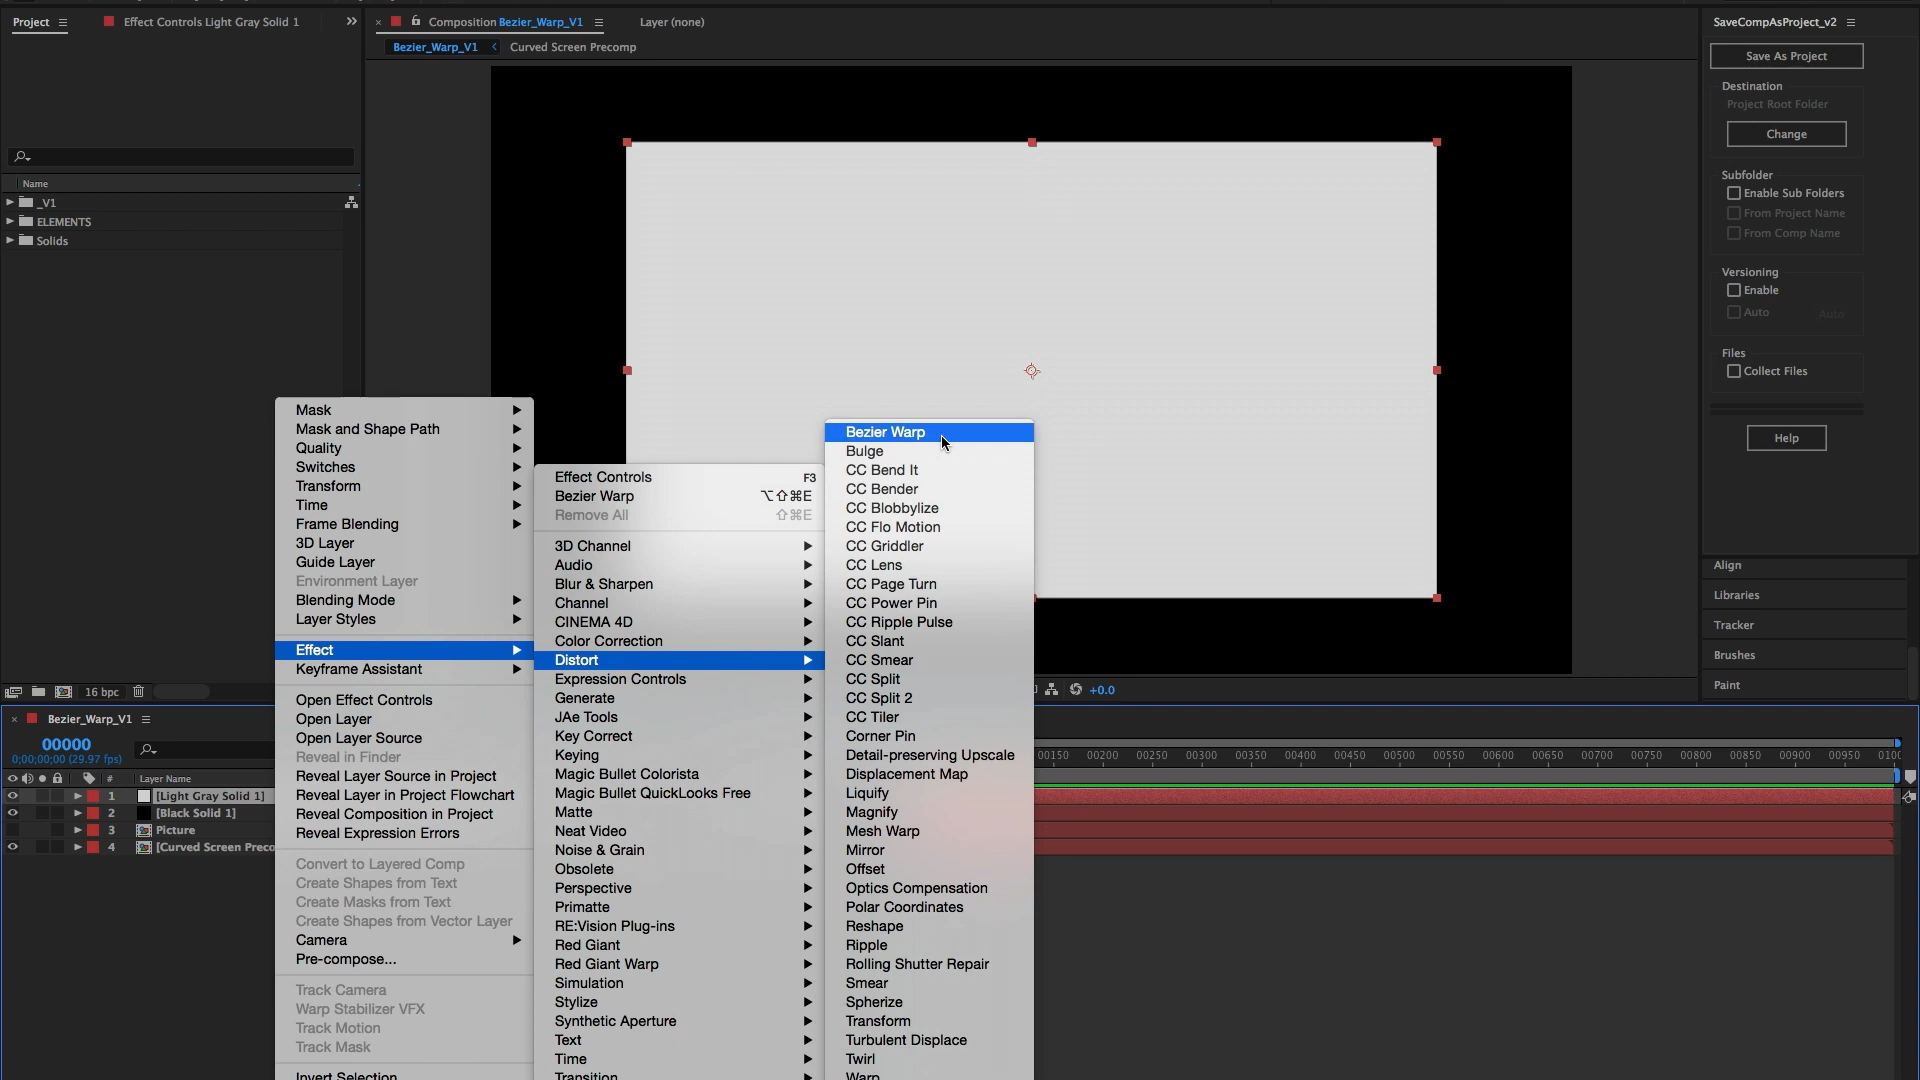 Project
Effect Controls Light Gray Solid 1
Composition Bezier_Warp_V1
Layer (none)
Bezier_Warp_V1
Curved Screen Precomp
Name
_V1
ELEMENTS
Solids
16 bpc
+0.0
SaveCompAsProject_v2
Save As Project
Destination
Project Root Folder
Change
Subfolder
Enable Sub Folders
From Project Name
From Comp Name
Versioning
Enable
Auto
Auto
Files
Collect Files
Help
Align
Libraries
Tracker
Brushes
Paint
Mask
Mask and Shape Path
Quality
Switches
Transform
Time
Frame Blending
3D Layer
Guide Layer
Environment Layer
Blending Mode
Layer Styles
Effect
Keyframe Assistant
Open Effect Controls
Open Layer
Open Layer Source
Reveal in Finder
Reveal Layer Source in Project
Reveal Layer in Project Flowchart
Reveal Composition in Project
Reveal Expression Errors
Convert to Layered Comp
Create Shapes from Text
Create Masks from Text
Create Shapes from Vector Layer
Camera
Pre-compose...
Track Camera
Warp Stabilizer VFX
Track Motion
Track Mask
Invert Selection
Effect Controls F3
Bezier Warp ⌥⇧⌘E
Remove All ⇧⌘E
3D Channel
Audio
Blur & Sharpen
Channel
CINEMA 4D
Color Correction
Distort
Expression Controls
Generate
JAe Tools
Key Correct
Keying
Magic Bullet Colorista
Magic Bullet QuickLooks Free
Matte
Neat Video
Noise & Grain
Obsolete
Perspective
Primatte
RE:Vision Plug-ins
Red Giant
Red Giant Warp
Simulation
Stylize
Synthetic Aperture
Text
Time
Transition
Bezier Warp
Bulge
CC Bend It
CC Bender
CC Blobbylize
CC Flo Motion
CC Griddler
CC Lens
CC Page Turn
CC Power Pin
CC Ripple Pulse
CC Slant
CC Smear
CC Split
CC Split 2
CC Tiler
Corner Pin
Detail-preserving Upscale
Displacement Map
Liquify
Magnify
Mesh Warp
Mirror
Offset
Optics Compensation
Polar Coordinates
Reshape
Ripple
Rolling Shutter Repair
Smear
Spherize
Transform
Turbulent Displace
Twirl
Warp
Bezier_Warp_V1
00000
0;00;00;00 (29.97 fps)
# Layer Name
1 [Light Gray Solid 1]
2 [Black Solid 1]
3 Picture
4 [Curved Screen Preco
00150 00200 00250 00300 00350 00400 00450 00500 00550 00600 00650 00700 00750 00800 00850 00900 00950 0100